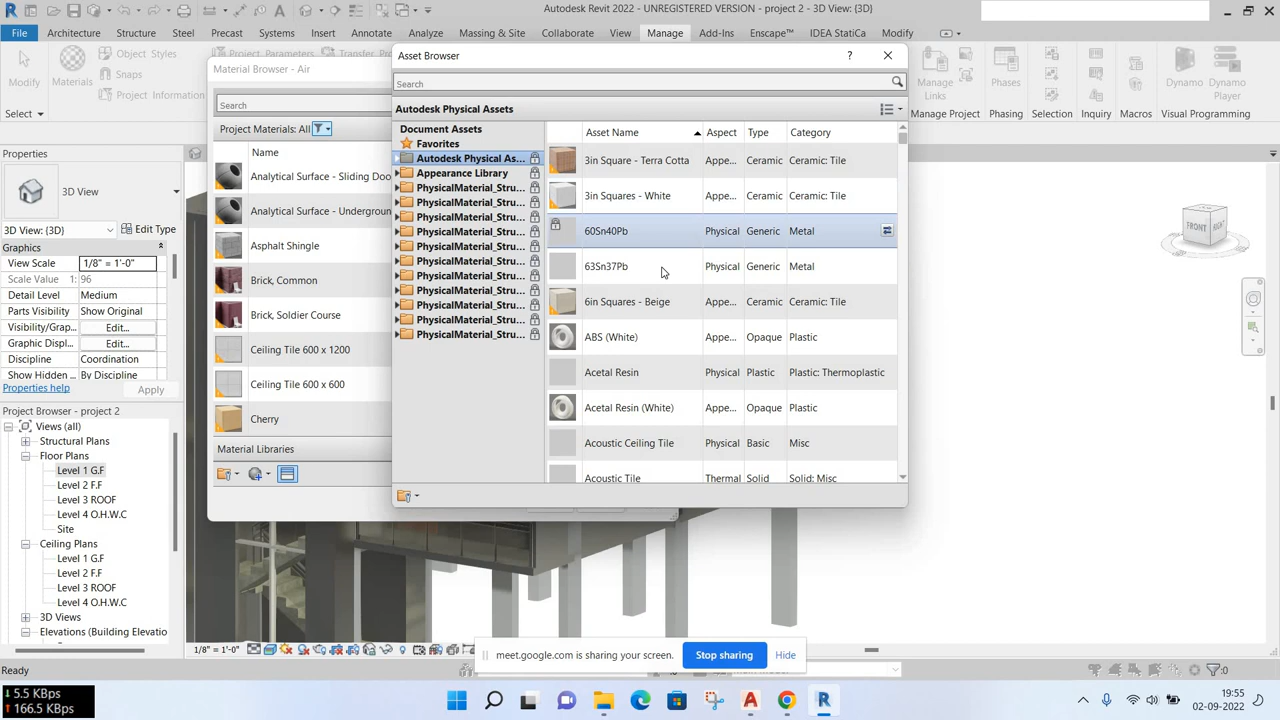 Autodesk Revit 2022 - UNREGISTERED VERSION - project 2 - 3D View: {3D}
File Architecture Structure Steel Precast Systems Insert Annotate Analyze Massing & Site Collaborate View Manage Add-Ins Enscape™ IDEA StatiCa Modify
Modify
Select
Materials
Object Styles
Snaps
Project Information
Project Parameters
Manage Links
Manage Project
Phases
Phasing
Selection
Inquiry
Macros
Dynamo
Dynamo Player
Visual Programming
Properties
3D View
3D View: {3D}
Edit Type
Graphics
View Scale 1/8" = 1'-0"
Scale Value 1: 96
Detail Level Medium
Parts Visibility Show Original
Visibility/Grap... Edit...
Graphic Displ... Edit...
Discipline Coordination
Show Hidden ... By Discipline
Properties help
Apply
Project Browser - project 2
Views (all)
Structural Plans
Floor Plans
Level 1 G.F
Level 2 F.F
Level 3 ROOF
Level 4 O.H.W.C
Site
Ceiling Plans
Level 1 G.F
Level 2 F.F
Level 3 ROOF
Level 4 O.H.W.C
3D Views
Elevations (Building Elevatio
Material Browser - Air
Search
Project Materials: All
Name
Analytical Surface - Sliding Doo
Analytical Surface - Undergroun
Asphalt Shingle
Brick, Common
Brick, Soldier Course
Ceiling Tile 600 x 1200
Ceiling Tile 600 x 600
Cherry
Material Libraries
Asset Browser
?
Search
Autodesk Physical Assets
Document Assets
Favorites
Autodesk Physical As...
Appearance Library
PhysicalMaterial_Stru...
PhysicalMaterial_Stru...
PhysicalMaterial_Stru...
PhysicalMaterial_Stru...
PhysicalMaterial_Stru...
PhysicalMaterial_Stru...
PhysicalMaterial_Stru...
PhysicalMaterial_Stru...
PhysicalMaterial_Stru...
PhysicalMaterial_Stru...
PhysicalMaterial_Stru...
Asset Name Aspect Type Category
3in Square - Terra Cotta Appe... Ceramic Ceramic: Tile
3in Squares - White Appe... Ceramic Ceramic: Tile
60Sn40Pb Physical Generic Metal
63Sn37Pb Physical Generic Metal
6in Squares - Beige Appe... Ceramic Ceramic: Tile
ABS (White) Appe... Opaque Plastic
Acetal Resin Physical Plastic Plastic: Thermoplastic
Acetal Resin (White) Appe... Opaque Plastic
Acoustic Ceiling Tile Physical Basic Misc
Acoustic Tile Thermal Solid Solid: Misc
FRONT
1/8" = 1'-0"
meet.google.com is sharing your screen.
Stop sharing
Hide
Ready
:0
5.5 KBps
166.5 KBps
19:55
02-09-2022